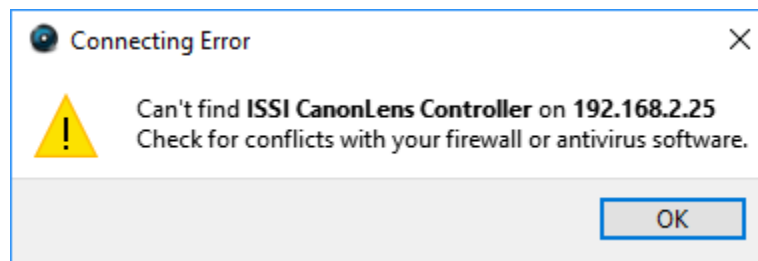 Connecting Error
Can't find ISSI CanonLens Controller on 192.168.2.25
Check for conflicts with your firewall or antivirus software.
OK